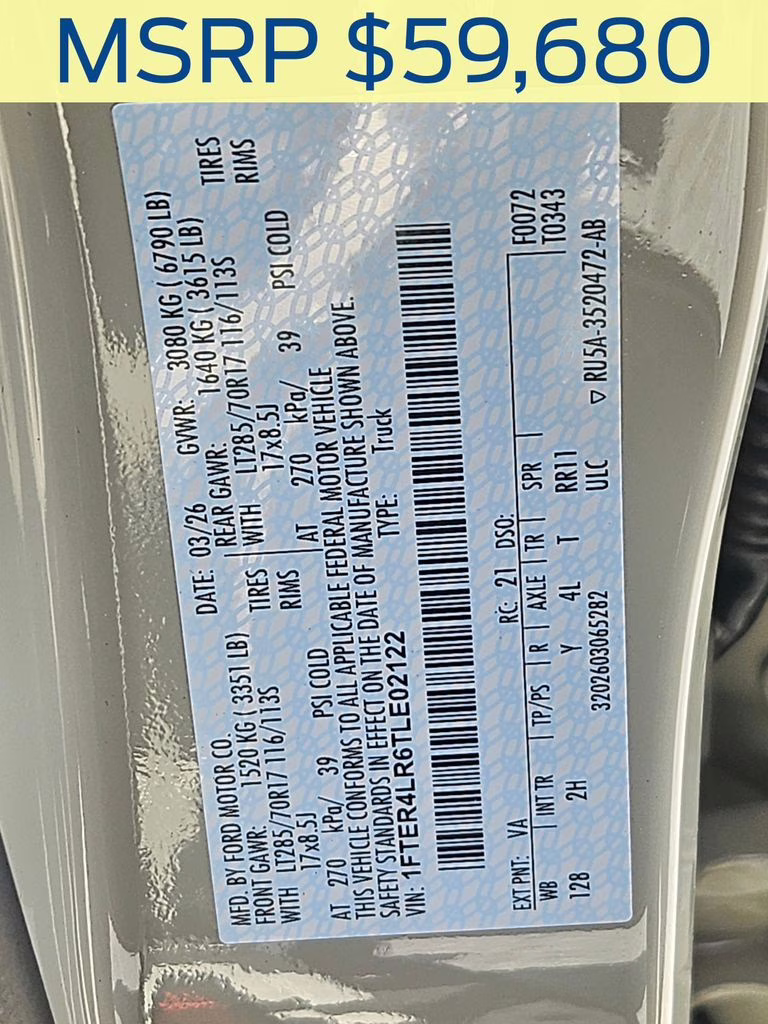 MSRP $59,680
MFD. BY FORD MOTOR CO. DATE: 03/26 GVWR: 3080 KG ( 6790 LB)
FRONT GAWR: 1520 KG ( 3351 LB) REAR GAWR: 1640 KG ( 3615 LB)
WITH LT285/70R17 116/113S TIRES WITH LT285/70R17 116/113S TIRES
17x8.5J RIMS 17x8.5J RIMS
AT 270 kPa/ 39 PSI COLD AT 270 kPa/ 39 PSI COLD
THIS VEHICLE CONFORMS TO ALL APPLICABLE FEDERAL MOTOR VEHICLE
SAFETY STANDARDS IN EFFECT ON THE DATE OF MANUFACTURE SHOWN ABOVE.
VIN: 1FTER4LR6TLE02122 TYPE: Truck
EXT PNT: VA RC: 21 DSO: F0072
WB INT TR TP/PS R AXLE TR SPR T0343
128 2H Y 4L T RR11
3202603065282 ULC ▽ RU5A-3520472-AB